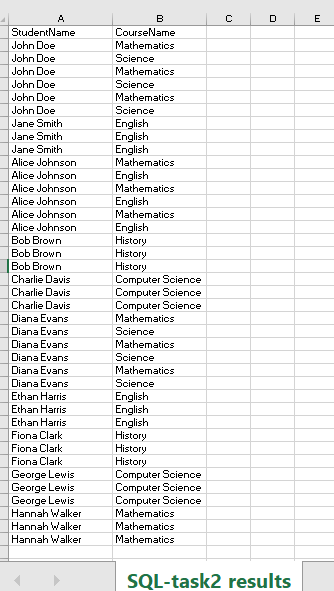 A B C D E
StudentName CourseName
John Doe Mathematics
John Doe Science
John Doe Mathematics
John Doe Science
John Doe Mathematics
John Doe Science
Jane Smith English
Jane Smith English
Jane Smith English
Alice Johnson Mathematics
Alice Johnson English
Alice Johnson Mathematics
Alice Johnson English
Alice Johnson Mathematics
Alice Johnson English
Bob Brown History
Bob Brown History
Bob Brown History
Charlie Davis Computer Science
Charlie Davis Computer Science
Charlie Davis Computer Science
Diana Evans Mathematics
Diana Evans Science
Diana Evans Mathematics
Diana Evans Science
Diana Evans Mathematics
Diana Evans Science
Ethan Harris English
Ethan Harris English
Ethan Harris English
Fiona Clark History
Fiona Clark History
Fiona Clark History
George Lewis Computer Science
George Lewis Computer Science
George Lewis Computer Science
Hannah Walker Mathematics
Hannah Walker Mathematics
Hannah Walker Mathematics
SQL-task2 results